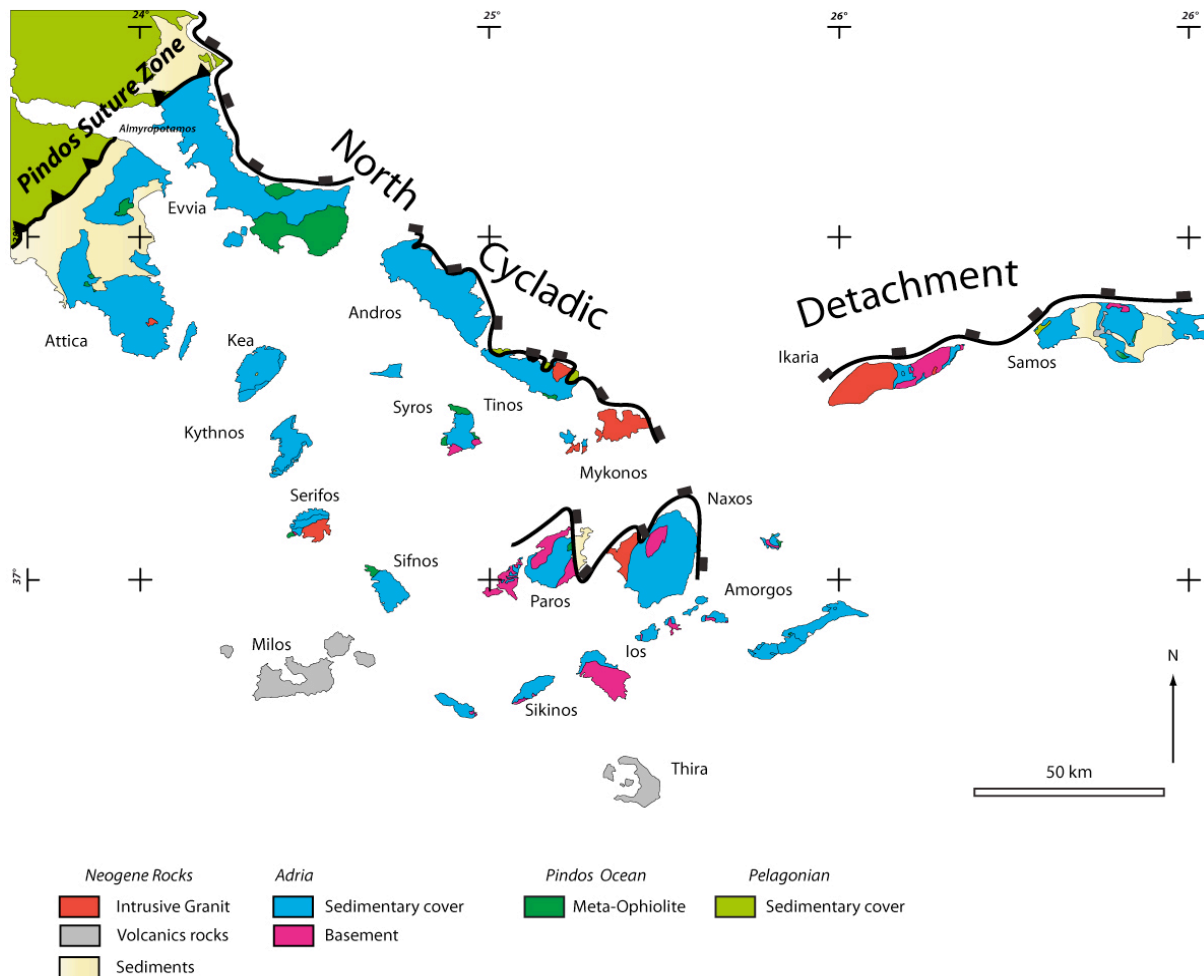 24°
25°
26°
26°
Pindos Suture Zone
Almyropotamos
North
Cycladic
Detachment
Evvia
Attica
Andros
Kea
Ikaria
Samos
Syros
Tinos
Kythnos
Mykonos
Serifos
Naxos
Sifnos
37°
Paros
Amorgos
Milos
Ios
Sikinos
N
Thira
50 km
Neogene Rocks
Adria
Pindos Ocean
Pelagonian
Intrusive Granit
Sedimentary cover
Meta-Ophiolite
Sedimentary cover
Volcanics rocks
Basement
Sediments